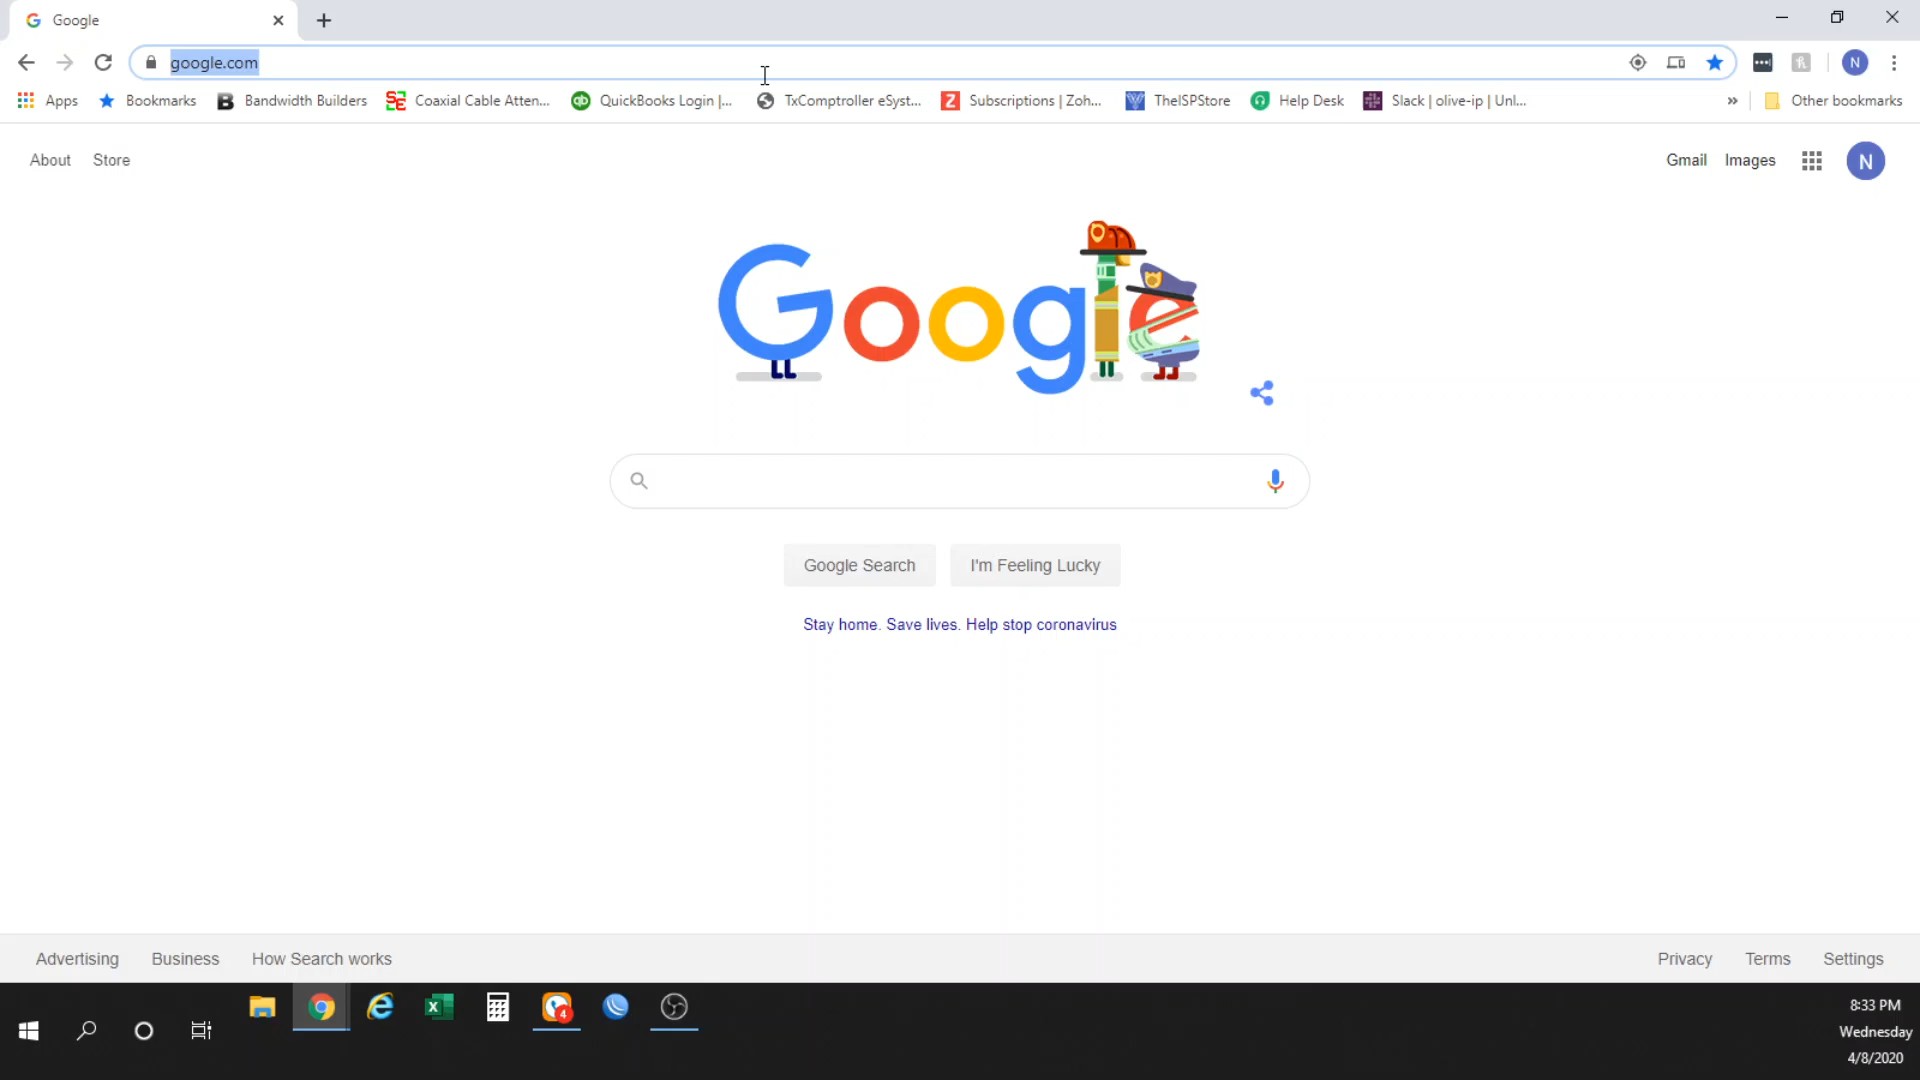 Google
google.com
Apps Bookmarks Bandwidth Builders Coaxial Cable Atten... QuickBooks Login |... TxComptroller eSyst... Subscriptions | Zoh... TheISPStore Help Desk Slack | olive-ip | Unl... » Other bookmarks
N
About Store Gmail Images N
Google
Google Search I'm Feeling Lucky
Stay home. Save lives. Help stop coronavirus
Advertising Business How Search works Privacy Terms Settings
4
8:33 PM
Wednesday
4/8/2020